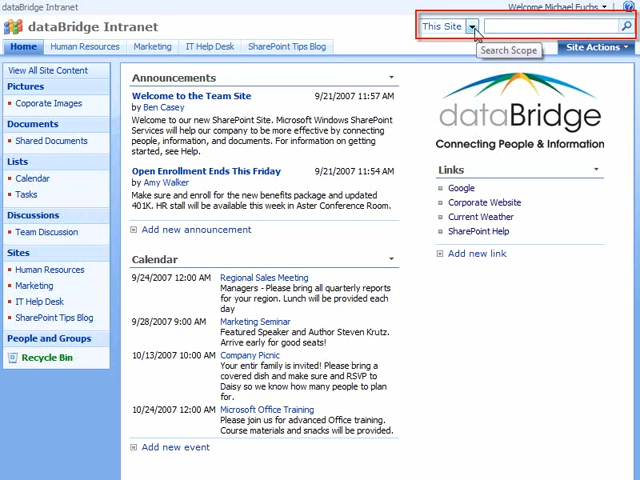 dataBridge Intranet
Welcome Michael Fuchs
dataBridge Intranet
This Site
Search Scope
Home
Human Resources
Marketing
IT Help Desk
SharePoint Tips Blog
Site Actions
View All Site Content
Pictures
Coporate Images
Documents
Shared Documents
Lists
Calendar
Tasks
Discussions
Team Discussion
Sites
Human Resources
Marketing
IT Help Desk
SharePoint Tips Blog
People and Groups
Recycle Bin
Announcements
Welcome to the Team Site 9/21/2007 11:57 AM
by Ben Casey
Welcome to our new SharePoint Site. Microsoft Windows SharePoint
Services will help our company to be more effective by connecting
people, information, and documents. For information on
getting started, see Help.
Open Enrollment Ends This Friday 9/21/2007 11:54 AM
by Amy Walker
Make sure and enroll for the new benefits package and updated
401K. HR stall will be available this week in Aster Conference Room.
Add new announcement
Calendar
9/24/2007 12:00 AM Regional Sales Meeting
Managers - Please bring all quarterly reports
for your region. Lunch will be provided each
day
9/28/2007 9:00 AM Marketing Seminar
Featured Speaker and Author Steven Krutz.
Arrive early for good seats!
10/13/2007 10:00 AM Company Picnic
Your entir family is invited! Please bring a
covered dish and make sure and RSVP to
Daisy so we know how many people to plan
for.
10/24/2007 12:00 AM Microsoft Office Training
Please join us for advanced Office training.
Course materials and snacks will be provided.
Add new event
dataBridge
Connecting People & Information
Links
Google
Corporate Website
Current Weather
SharePoint Help
Add new link